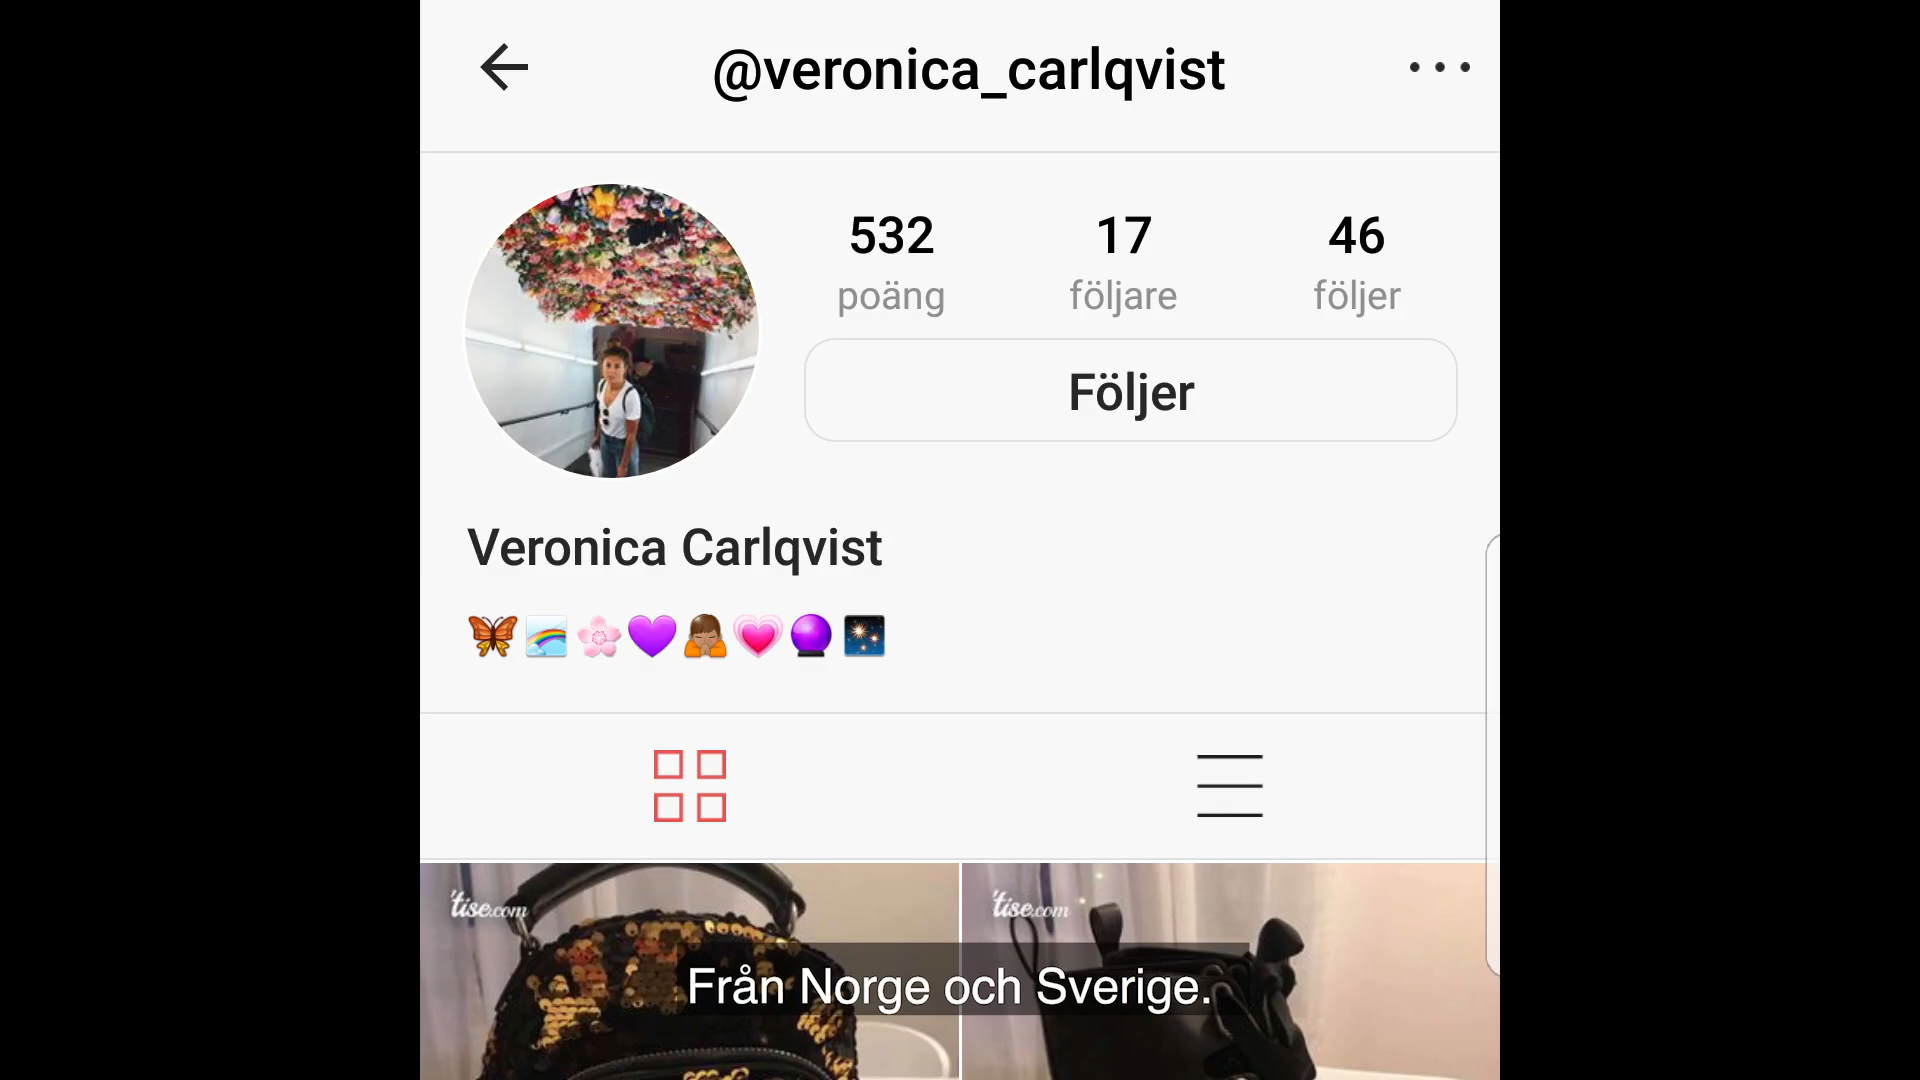 @veronica_carlqvist
532
poäng
17
följare
46
följer
Följer
Veronica Carlqvist
🦋🌈🌸💜🙏🏽💗🔮🎇
tise.com
tise.com
Från Norge och Sverige.